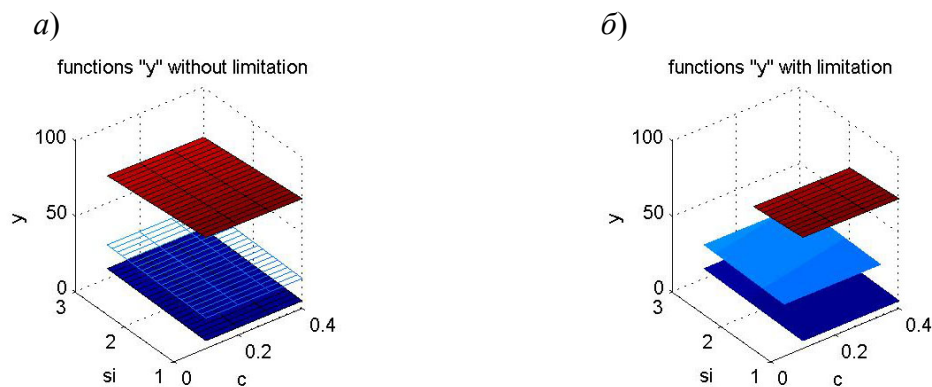 а)
functions "y" without limitation
100
50
0
y
3
2
1
si
0
0.2
0.4
c
б)
functions "y" with limitation
100
50
0
y
3
2
1
si
0
0.2
0.4
c